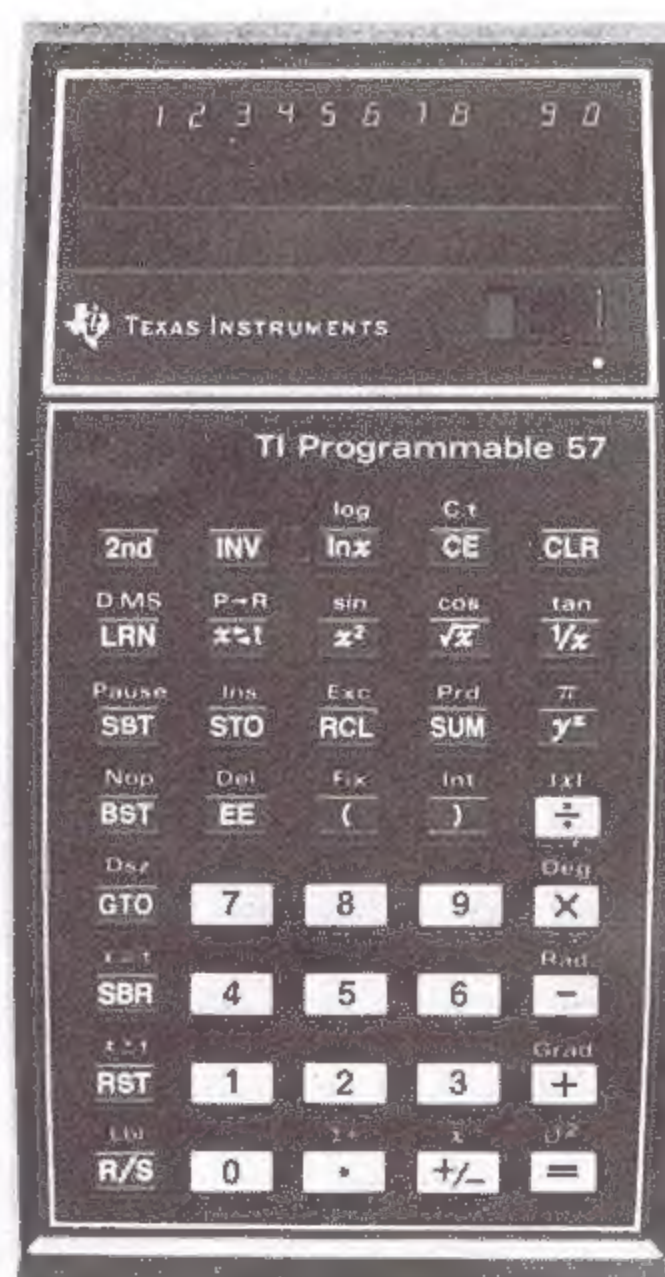 1 2 3 4 5 6 7 8 9 0
TEXAS INSTRUMENTS
TI Programmable 57
log C.t
2nd INV lnx CE CLR
D.MS P→R sin cos tan
LRN x⇄t x² √x 1/x
Pause Ins Exc Prd π
SBT STO RCL SUM yˣ
Nop Del Fix Int |x|
BST EE ( ) ÷
Dsz Deg
GTO 7 8 9 ×
x=t Rad
SBR 4 5 6 −
x≥t Grad
RST 1 2 3 +
Lbl Σ+ σ²
R/S 0 . +/− =